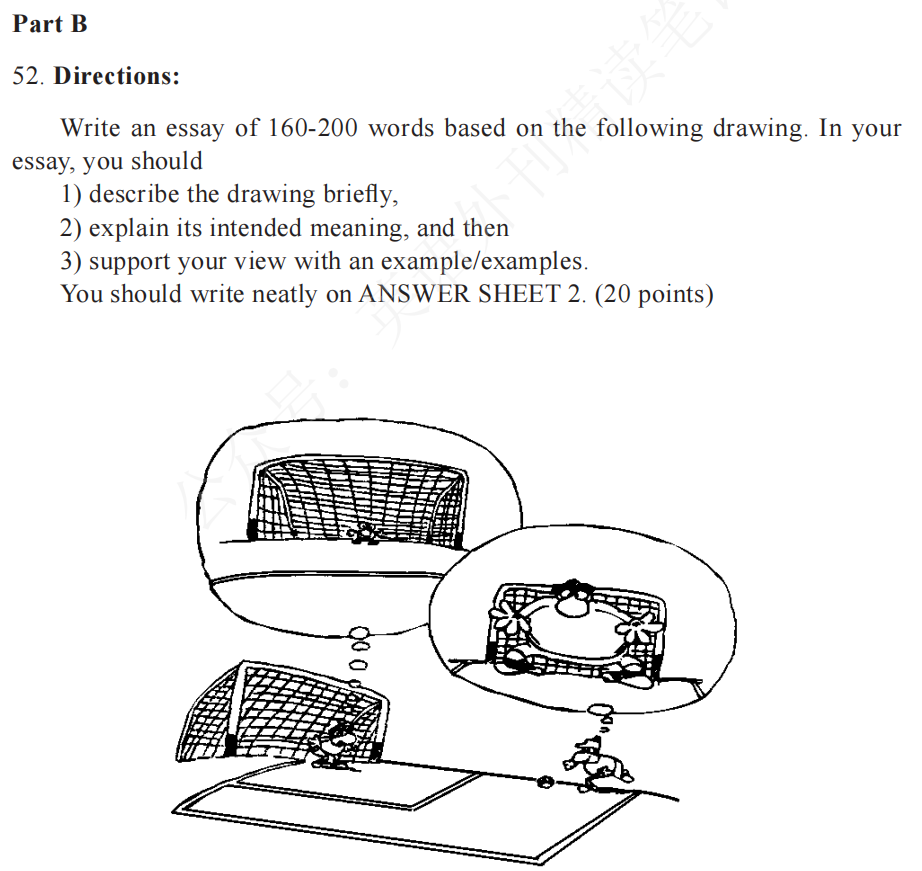 Part B
52. Directions:
Write an essay of 160-200 words based on the following drawing. In your
essay, you should
1) describe the drawing briefly,
2) explain its intended meaning, and then
3) support your view with an example/examples.
You should write neatly on ANSWER SHEET 2. (20 points)
公众号：英语外刊精读笔